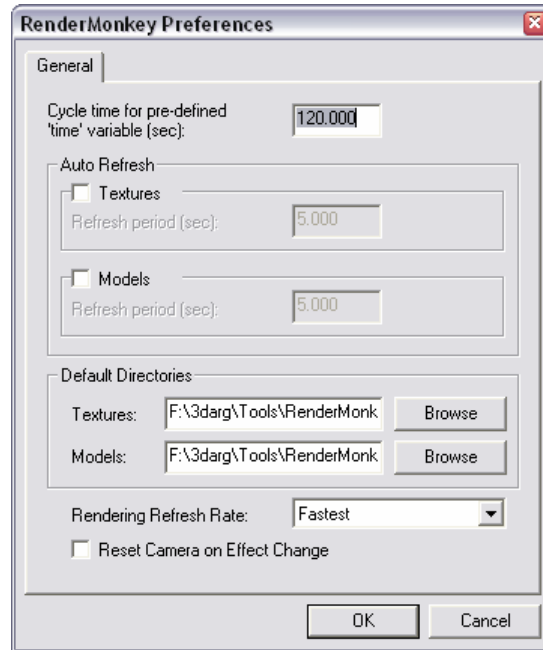 RenderMonkey Preferences
General
Cycle time for pre-defined
'time' variable (sec):
120.000
Auto Refresh
Textures
Refresh period (sec):
5.000
Models
Refresh period (sec):
5.000
Default Directories
Textures:
F:\3darg\Tools\RenderMonk
Browse
Models:
F:\3darg\Tools\RenderMonk
Browse
Rendering Refresh Rate:
Fastest
Reset Camera on Effect Change
OK
Cancel